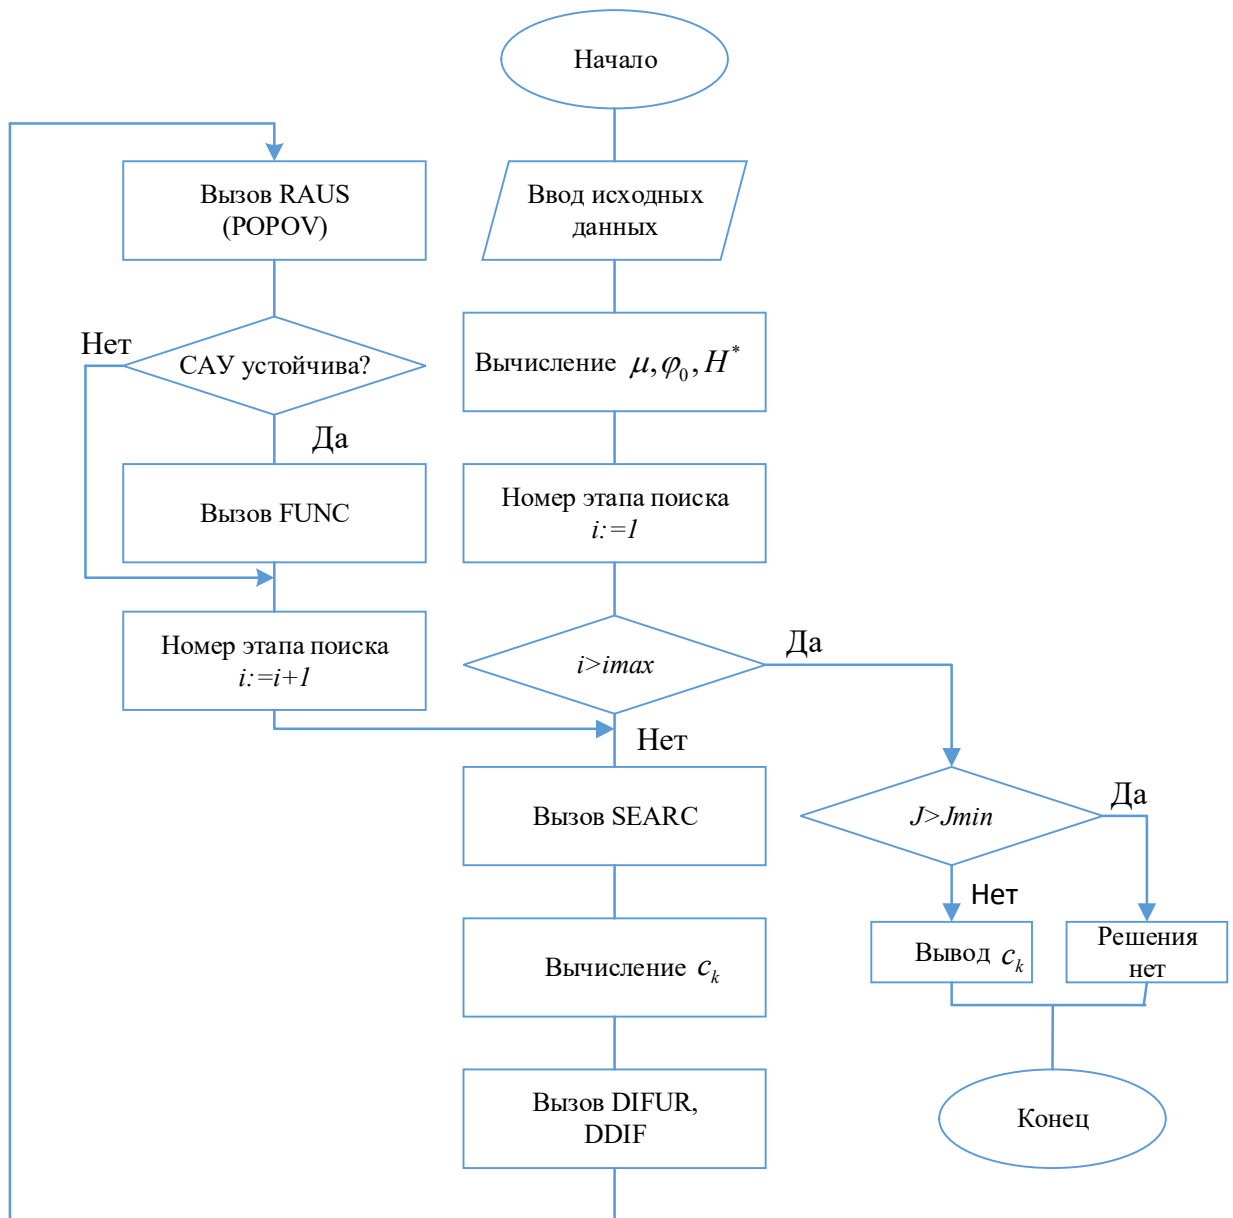 Начало
Ввод исходных
данных
Вычисление μ, φ₀, H*
Номер этапа поиска
i:=1
i>imax
Да
Нет
Вызов SEARC
Вычисление cₖ
Вызов DIFUR,
DDIF
Вызов RAUS
(POPOV)
САУ устойчива?
Нет
Да
Вызов FUNC
Номер этапа поиска
i:=i+1
J>Jmin
Да
Нет
Вывод cₖ
Решения
нет
Конец